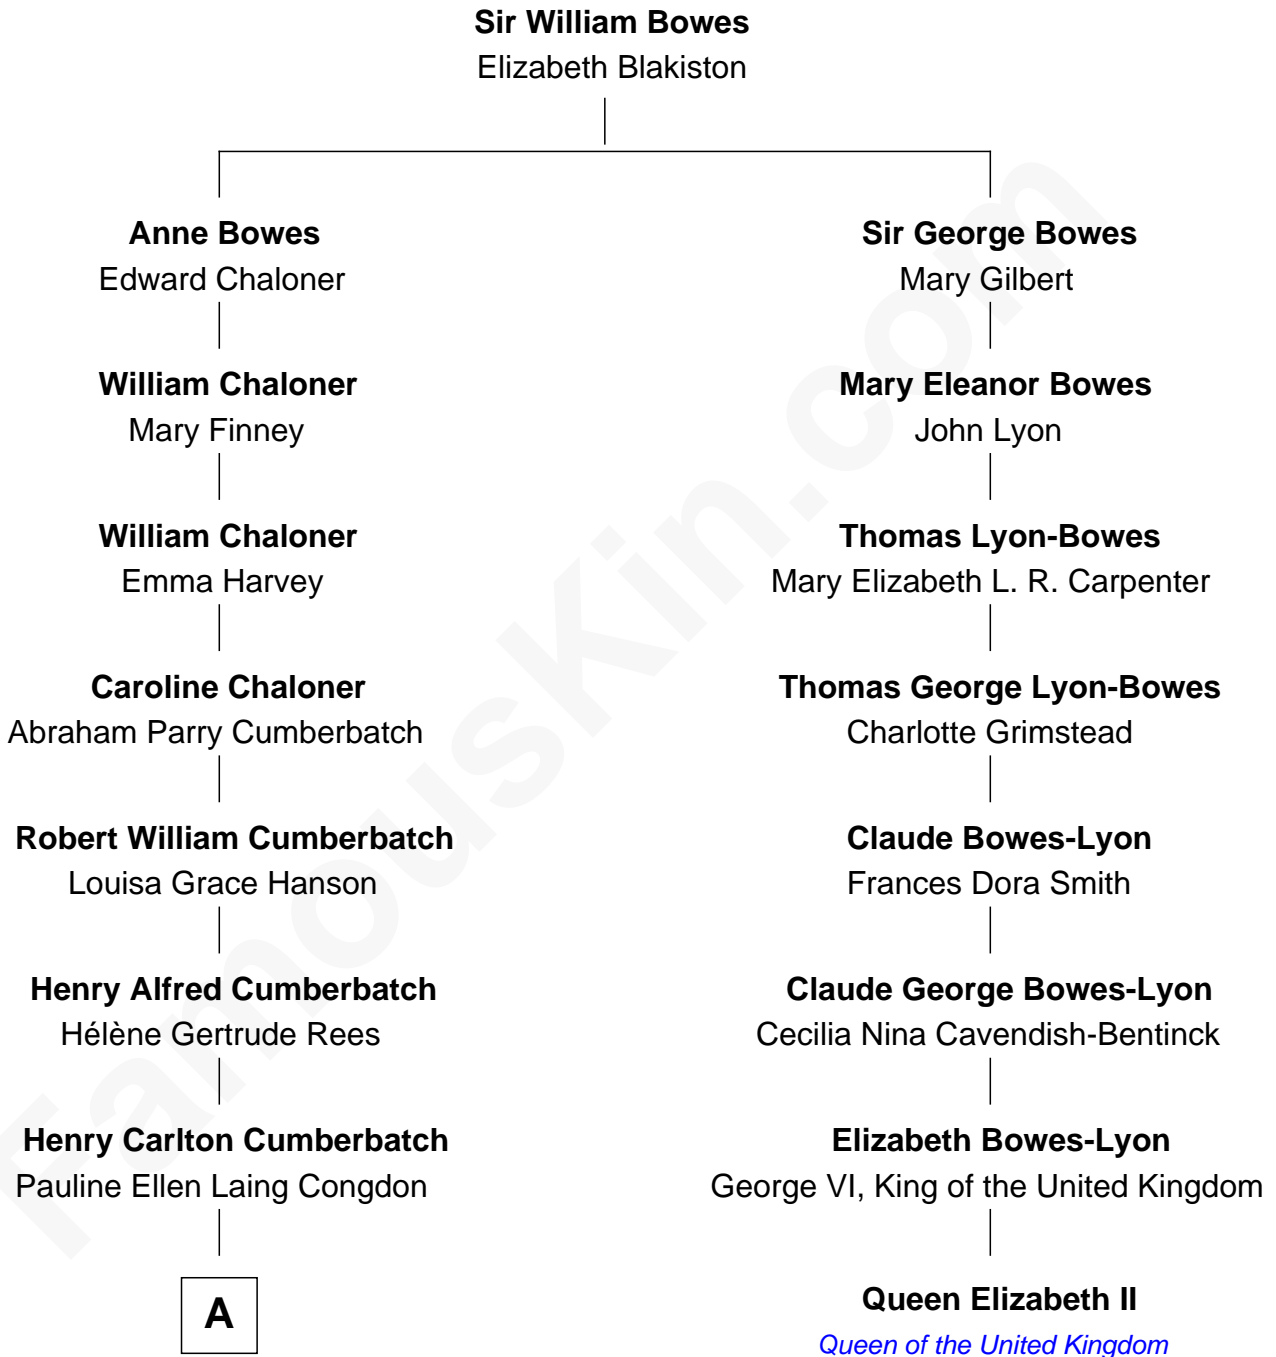 Sir William Bowes
Elizabeth Blakiston
Anne Bowes
Edward Chaloner
Sir George Bowes
Mary Gilbert
William Chaloner
Mary Finney
Mary Eleanor Bowes
John Lyon
William Chaloner
Emma Harvey
Thomas Lyon-Bowes
Mary Elizabeth L. R. Carpenter
Caroline Chaloner
Abraham Parry Cumberbatch
Thomas George Lyon-Bowes
Charlotte Grimstead
Robert William Cumberbatch
Louisa Grace Hanson
Claude Bowes-Lyon
Frances Dora Smith
Henry Alfred Cumberbatch
Hélène Gertrude Rees
Claude George Bowes-Lyon
Cecilia Nina Cavendish-Bentinck
Henry Carlton Cumberbatch
Pauline Ellen Laing Congdon
Elizabeth Bowes-Lyon
George VI, King of the United Kingdom
A
Queen Elizabeth II
Queen of the United Kingdom
FamousKin.com